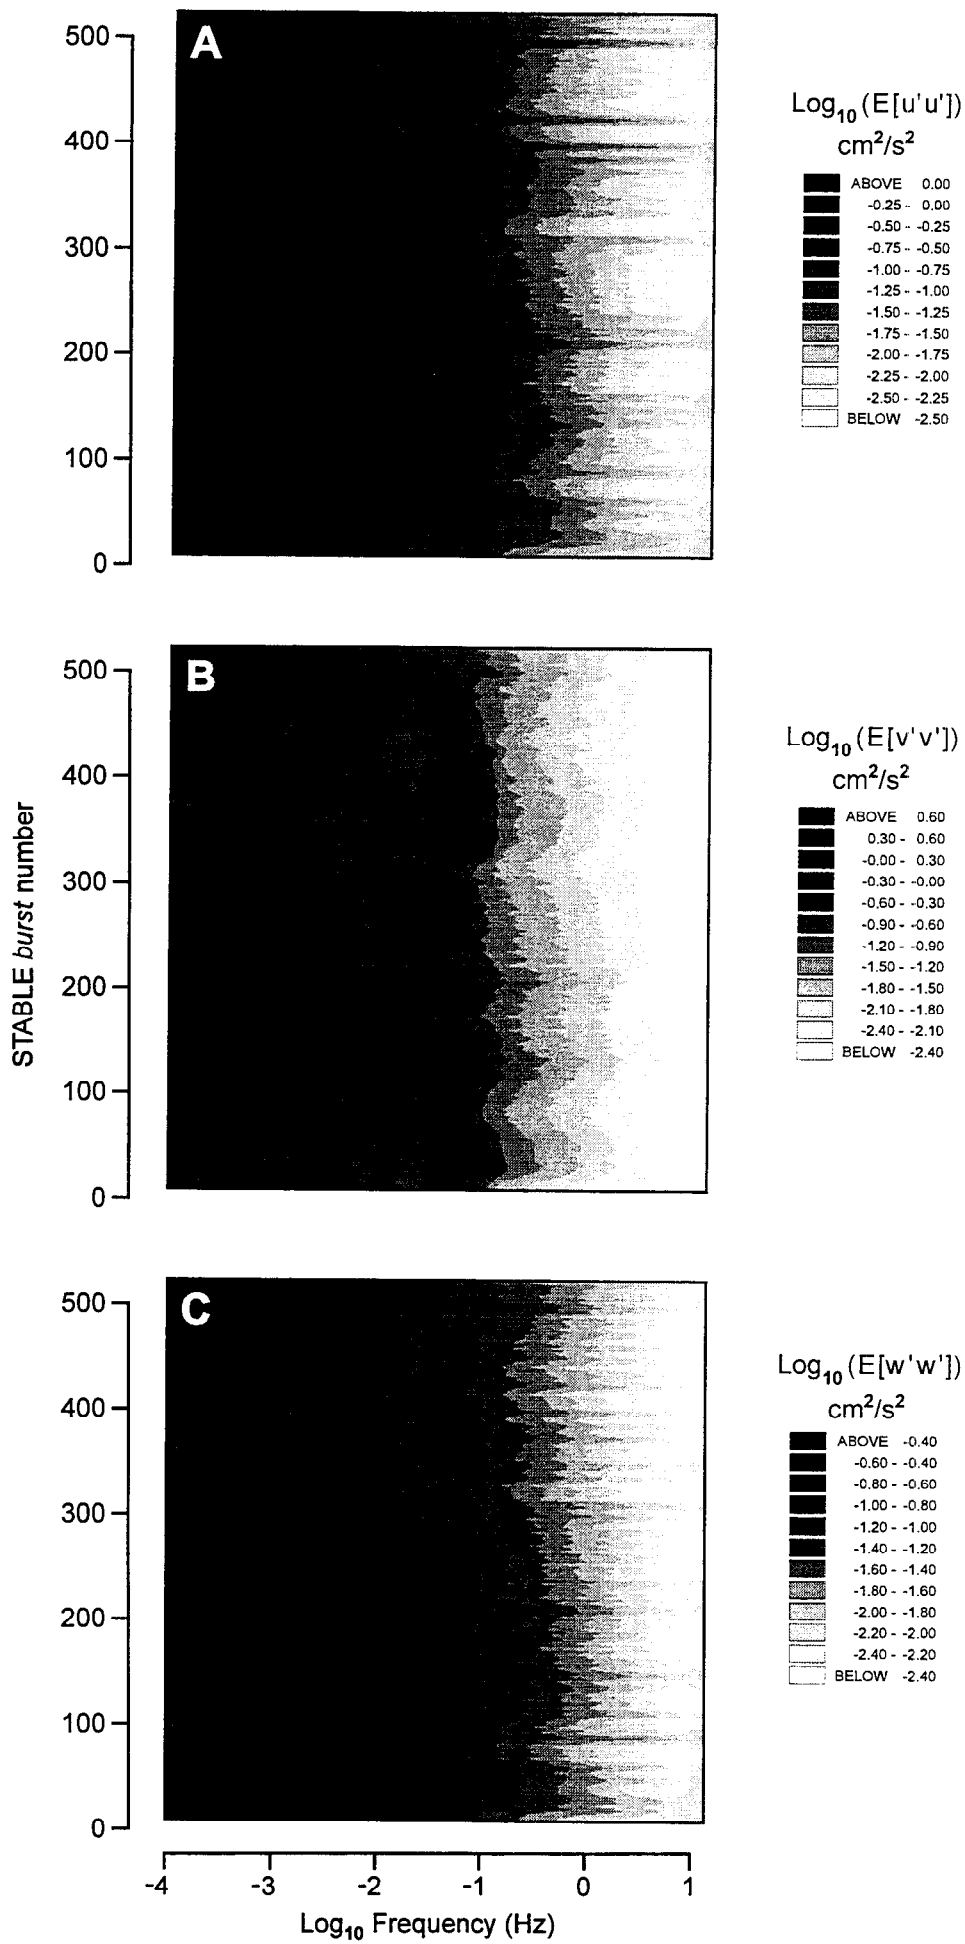 A
500
400
300
200
100
0
Log10 (E[u'u'])
cm2/s2
ABOVE 0.00
-0.25 - 0.00
-0.50 - -0.25
-0.75 - -0.50
-1.00 - -0.75
-1.25 - -1.00
-1.50 - -1.25
-1.75 - -1.50
-2.00 - -1.75
-2.25 - -2.00
-2.50 - -2.25
BELOW -2.50
B
500
400
300
200
100
0
STABLE burst number
Log10 (E[v'v'])
cm2/s2
ABOVE 0.60
0.30 - 0.60
-0.00 - 0.30
-0.30 - -0.00
-0.60 - -0.30
-0.90 - -0.60
-1.20 - -0.90
-1.50 - -1.20
-1.80 - -1.50
-2.10 - -1.80
-2.40 - -2.10
BELOW -2.40
C
500
400
300
200
100
0
Log10 (E[w'w'])
cm2/s2
ABOVE -0.40
-0.60 - -0.40
-0.80 - -0.60
-1.00 - -0.80
-1.20 - -1.00
-1.40 - -1.20
-1.60 - -1.40
-1.80 - -1.60
-2.00 - -1.80
-2.20 - -2.00
-2.40 - -2.20
BELOW -2.40
-4 -3 -2 -1 0 1
Log10 Frequency (Hz)